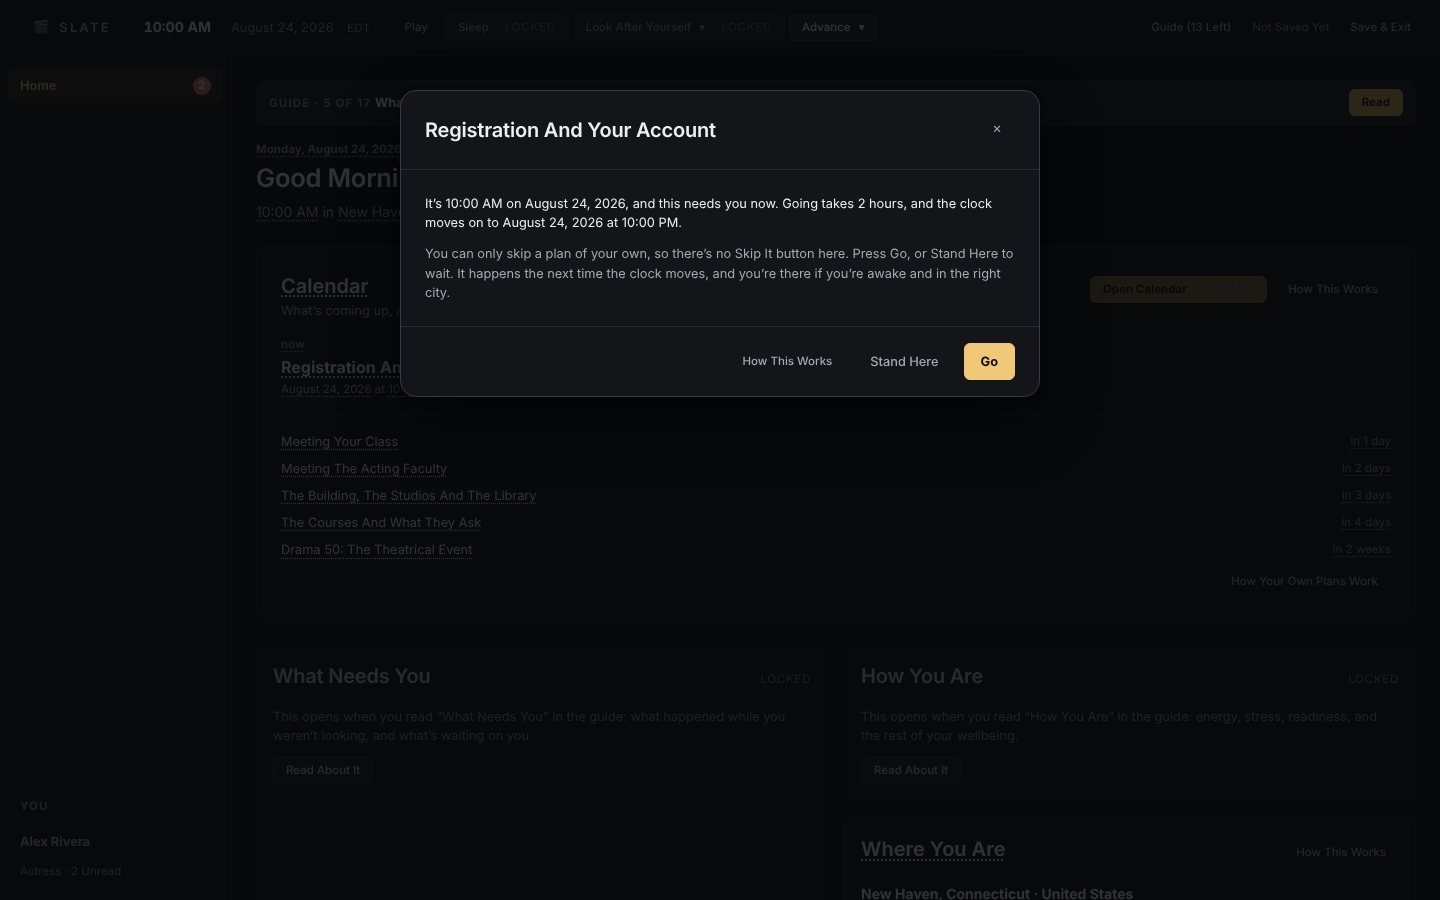 SLATE
10:00 AM
August 24, 2026 EDT
Play
Sleep LOCKED
Look After Yourself ▾ LOCKED
Advance ▾
Guide (13 Left)
Not Saved Yet
Save & Exit
Home
2
GUIDE · 5 OF 17
Read
Monday, August 24, 2026
Good Morni
10:00 AM in New Have
Registration And Your Account
×
It's 10:00 AM on August 24, 2026, and this needs you now. Going takes 2 hours, and the clock
moves on to August 24, 2026 at 10:00 PM.
You can only skip a plan of your own, so there's no Skip It button here. Press Go, or Stand Here to
wait. It happens the next time the clock moves, and you're there if you're awake and in the right
city.
How This Works
Stand Here
Go
Calendar
What's coming up, a
Open Calendar LOCKED
How This Works
now
Registration An
August 24, 2026 at 10:
Meeting Your Class
in 1 day
Meeting The Acting Faculty
in 2 days
The Building, The Studios And The Library
in 3 days
The Courses And What They Ask
in 4 days
Drama 50: The Theatrical Event
in 2 weeks
How Your Own Plans Work
What Needs You
LOCKED
This opens when you read "What Needs You" in the guide: what happened while you
weren't looking, and what's waiting on you.
Read About It
How You Are
LOCKED
This opens when you read "How You Are" in the guide: energy, stress, readiness, and
the rest of your wellbeing.
Read About It
Where You Are
How This Works
New Haven, Connecticut · United States
YOU
Alex Rivera
Actress · 2 Unread